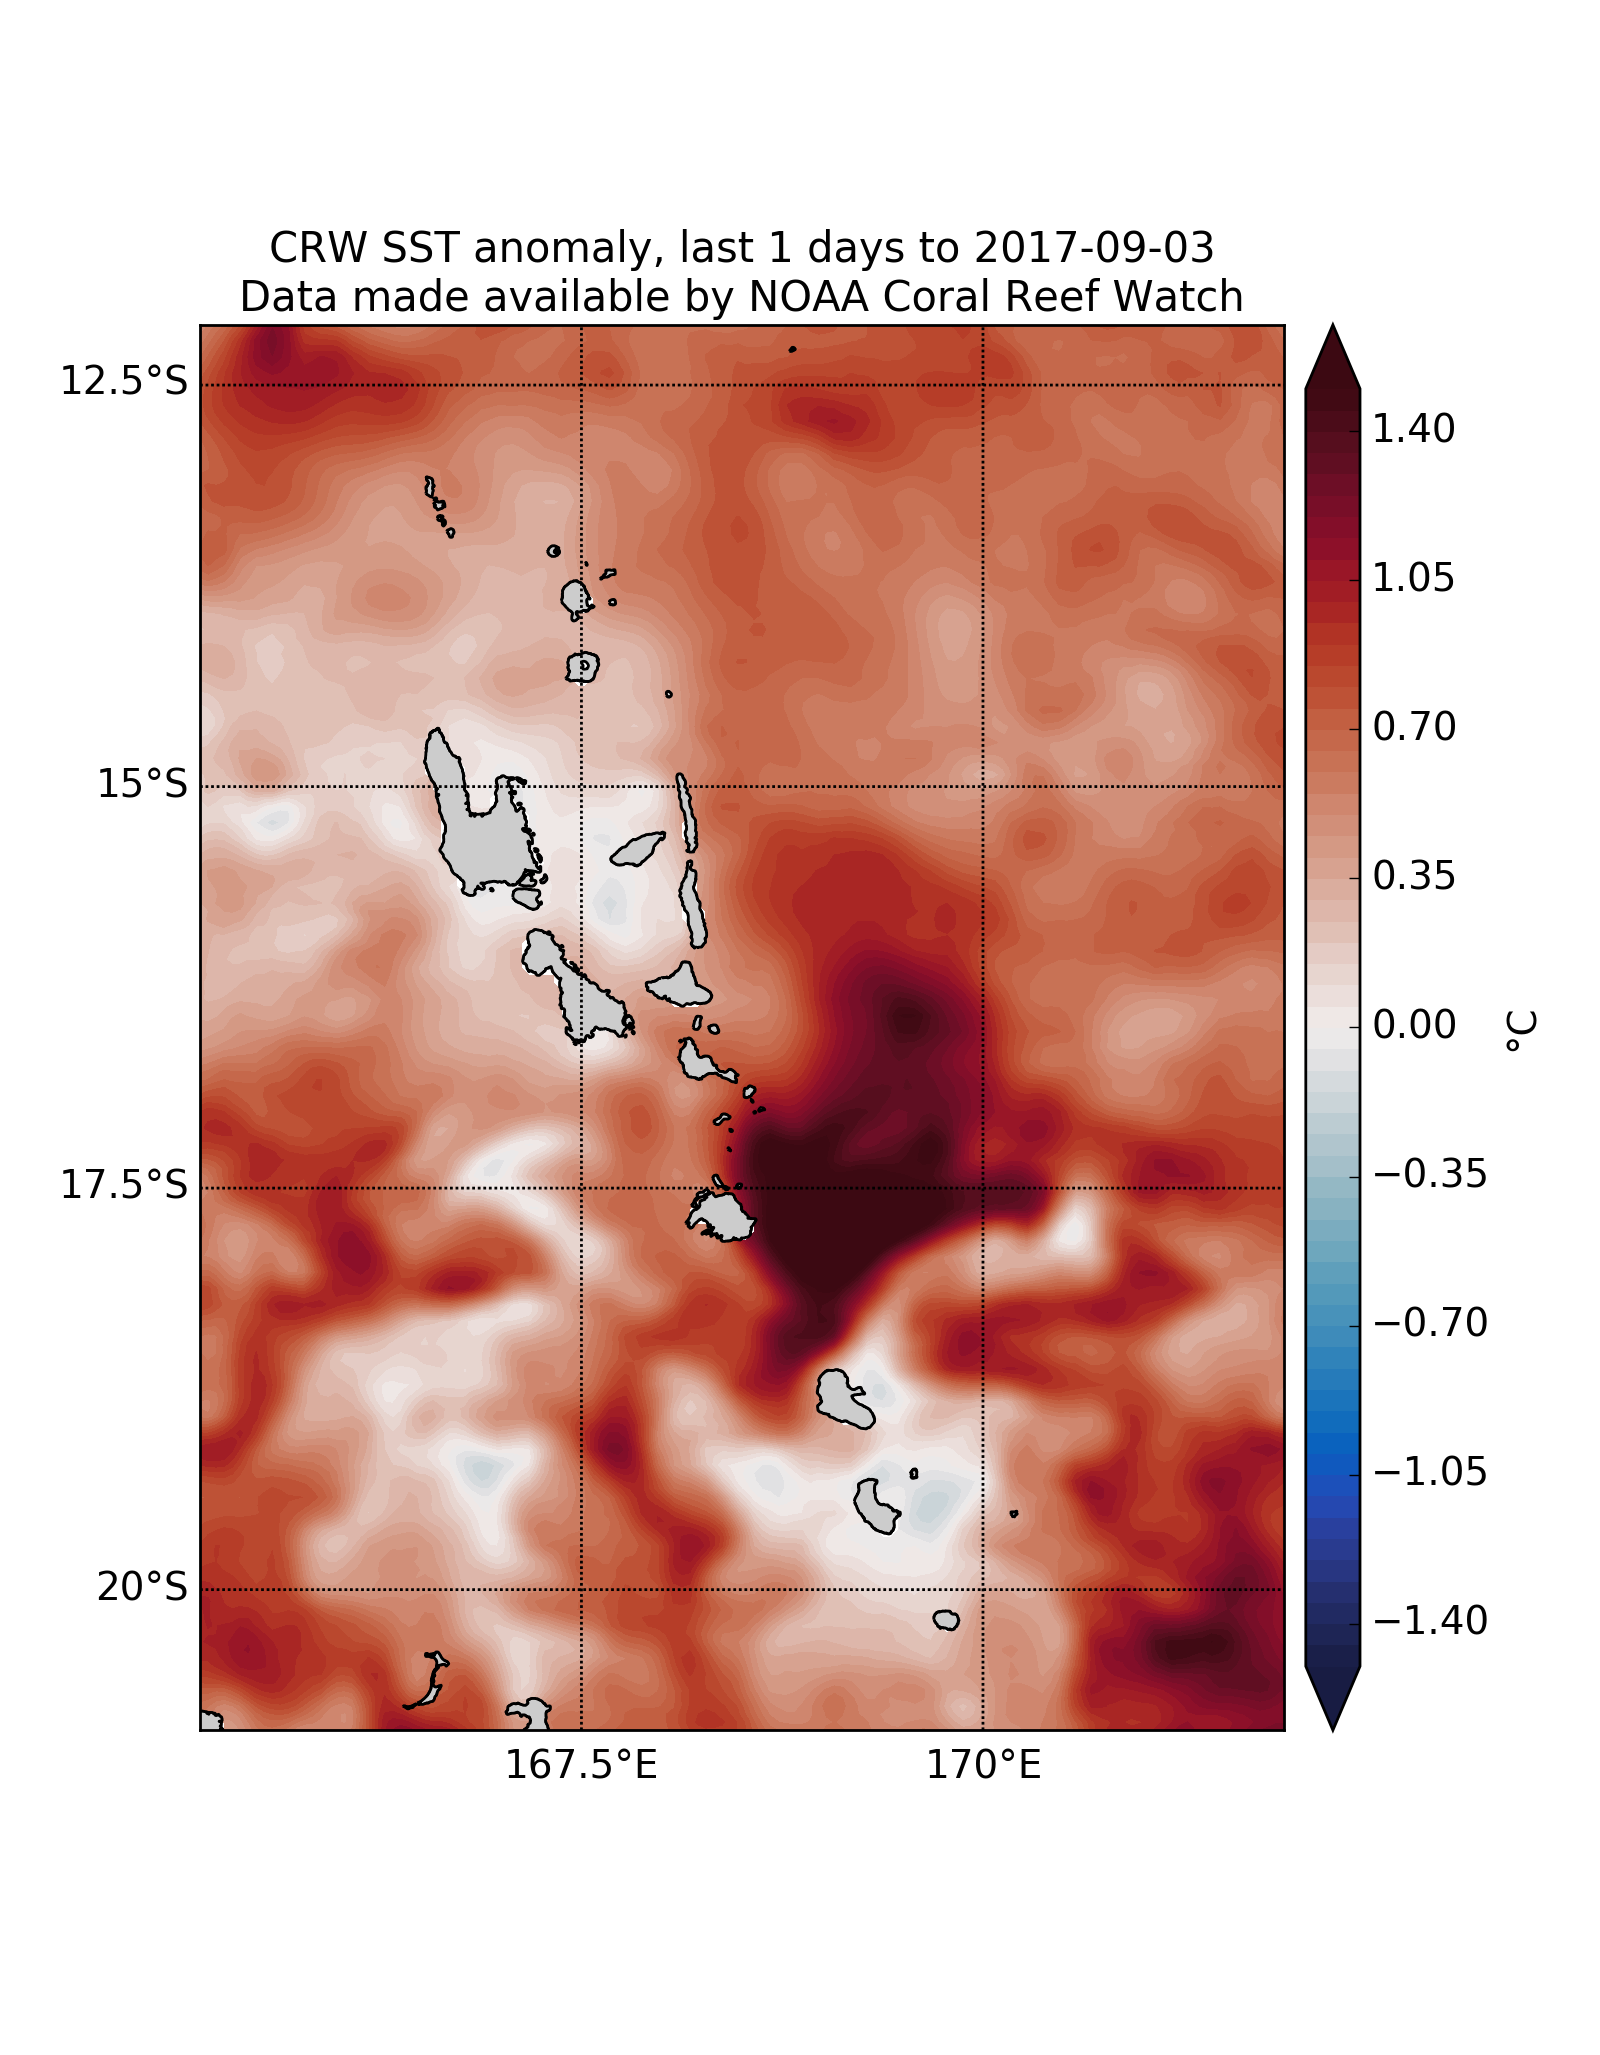 CRW SST anomaly, last 1 days to 2017-09-03
Data made available by NOAA Coral Reef Watch
12.5°S
15°S
17.5°S
20°S
167.5°E
170°E
1.40
1.05
0.70
0.35
0.00
−0.35
−0.70
−1.05
−1.40
°C